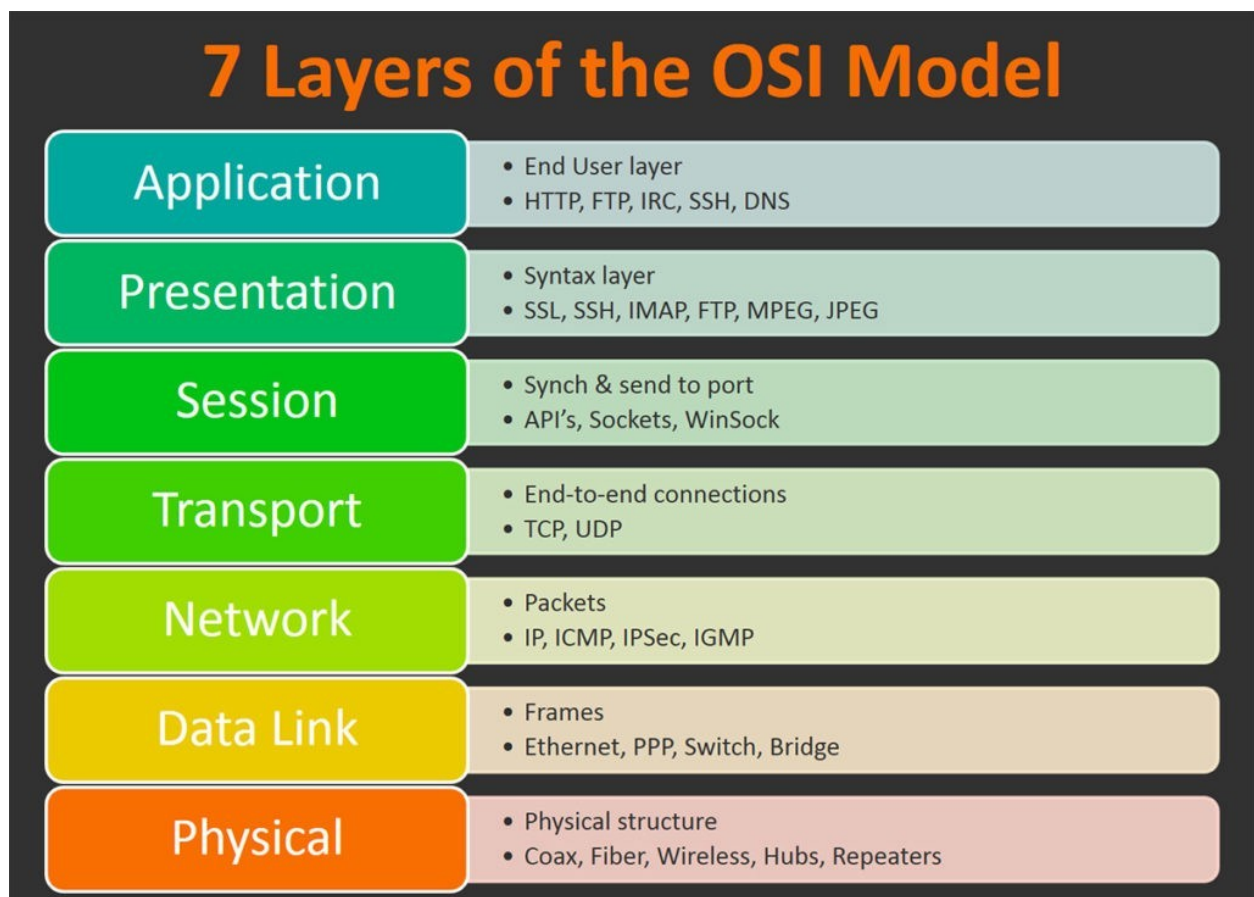 7 Layers of the OSI Model
Application
• End User layer
• HTTP, FTP, IRC, SSH, DNS
Presentation
• Syntax layer
• SSL, SSH, IMAP, FTP, MPEG, JPEG
Session
• Synch & send to port
• API’s, Sockets, WinSock
Transport
• End-to-end connections
• TCP, UDP
Network
• Packets
• IP, ICMP, IPSec, IGMP
Data Link
• Frames
• Ethernet, PPP, Switch, Bridge
Physical
• Physical structure
• Coax, Fiber, Wireless, Hubs, Repeaters